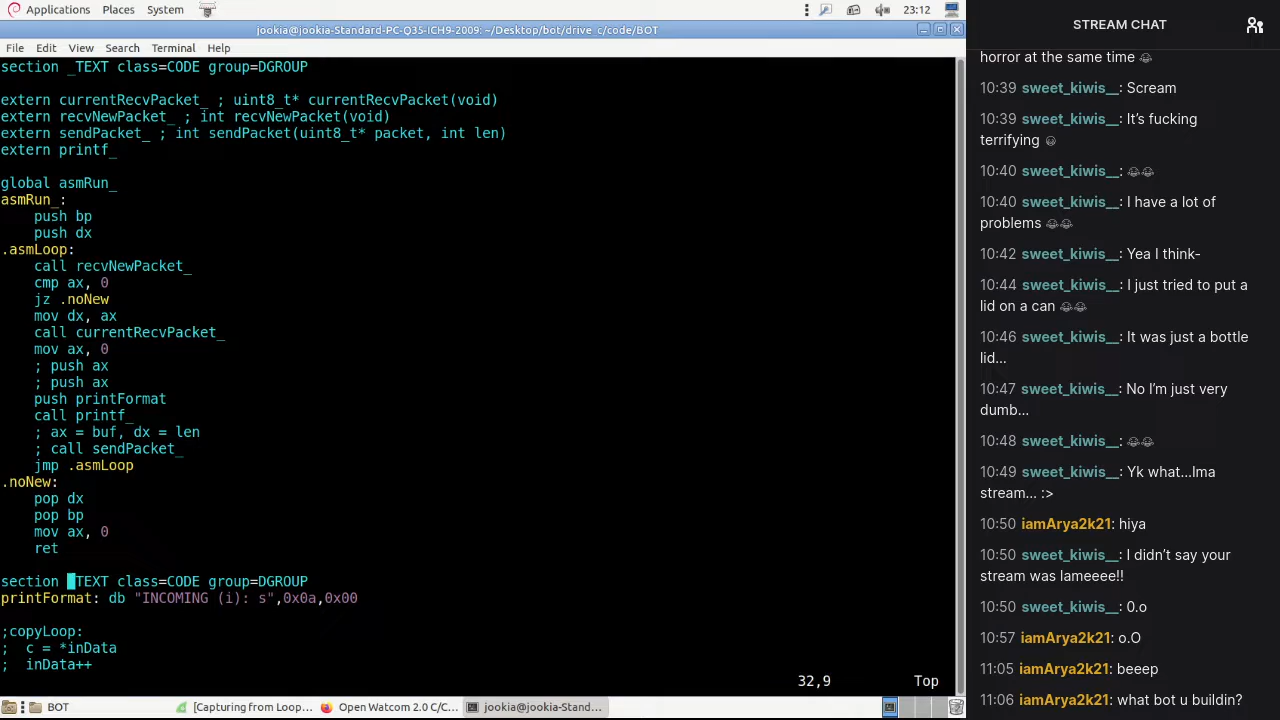 Applications Places System 23:12
jookia@jookia-Standard-PC-Q35-ICH9-2009: ~/Desktop/bot/drive_c/code/BOT
File Edit View Search Terminal Help
section _TEXT class=CODE group=DGROUP
extern currentRecvPacket_ ; uint8_t* currentRecvPacket(void)
extern recvNewPacket_ ; int recvNewPacket(void)
extern sendPacket_ ; int sendPacket(uint8_t* packet, int len)
extern printf_
global asmRun_
asmRun_:
push bp
push dx
.asmLoop:
call recvNewPacket_
cmp ax, 0
jz .noNew
mov dx, ax
call currentRecvPacket_
mov ax, 0
; push ax
; push ax
push printFormat
call printf_
; ax = buf, dx = len
; call sendPacket_
jmp .asmLoop
.noNew:
pop dx
pop bp
mov ax, 0
ret
section _TEXT class=CODE group=DGROUP
printFormat: db "INCOMING (i): s",0x0a,0x00
;copyLoop:
; c = *inData
; inData++
32,9 Top
BOT [Capturing from Loop... Open Watcom 2.0 C/C... jookia@jookia-Stand...
STREAM CHAT
horror at the same time 😂
10:39 sweet_kiwis__: Scream
10:39 sweet_kiwis__: It’s fucking
terrifying 😃
10:40 sweet_kiwis__: 😂😂
10:40 sweet_kiwis__: I have a lot of
problems 😂😂
10:42 sweet_kiwis__: Yea I think-
10:44 sweet_kiwis__: I just tried to put a
lid on a can 😂😂
10:46 sweet_kiwis__: It was just a bottle
lid...
10:47 sweet_kiwis__: No I’m just very
dumb...
10:48 sweet_kiwis__: 😂😂
10:49 sweet_kiwis__: Yk what...Ima
stream... :>
10:50 iamArya2k21: hiya
10:50 sweet_kiwis__: I didn’t say your
stream was lameeee!!
10:50 sweet_kiwis__: 0.o
10:57 iamArya2k21: o.O
11:05 iamArya2k21: beeep
11:06 iamArya2k21: what bot u buildin?